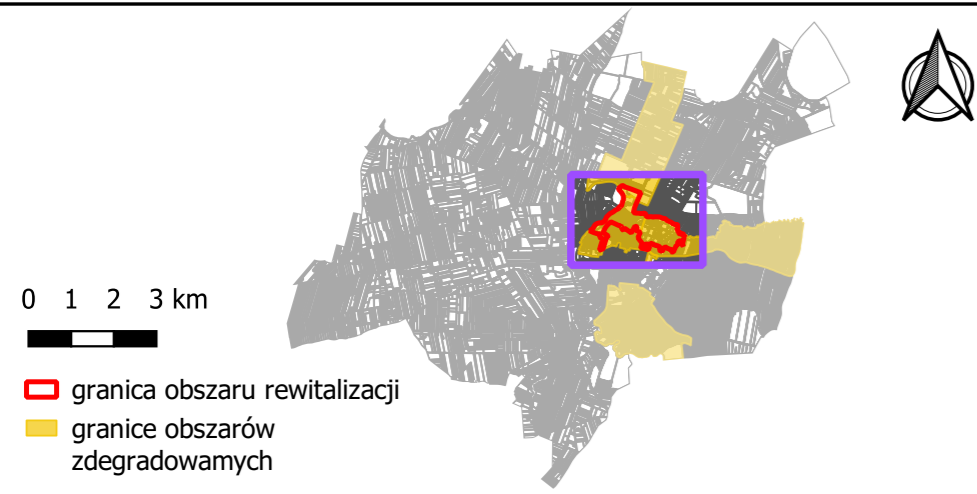 0 1 2 3 km
granica obszaru rewitalizacji
granice obszarów
zdegradowamych